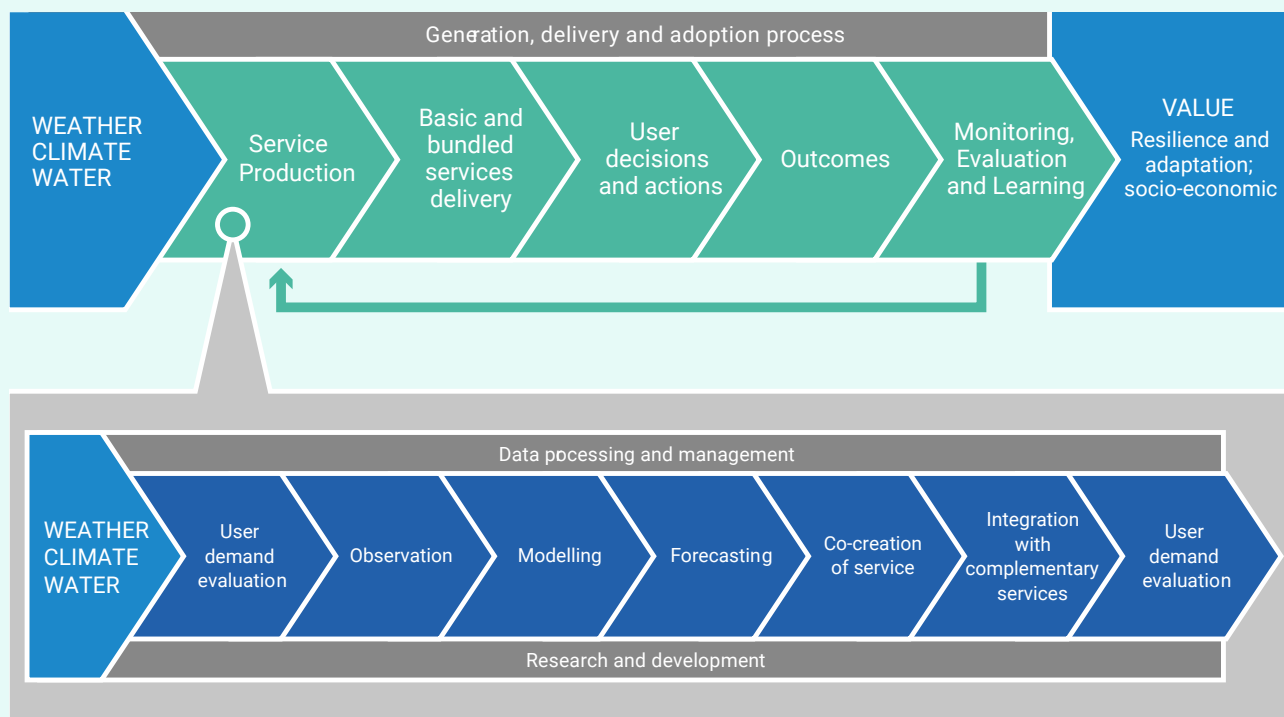 Generation, delivery and adoption process
WEATHER
CLIMATE
WATER
Service
Production
Basic and
bundled
services
delivery
User
decisions
and actions
Outcomes
Monitoring,
Evaluation
and Learning
VALUE
Resilience and
adaptation;
socio-economic
Data pocessing and management
WEATHER
CLIMATE
WATER
User
demand
evaluation
Observation
Modelling
Forecasting
Co-creation
of service
Integration
with
complementary
services
User
demand
evaluation
Research and development